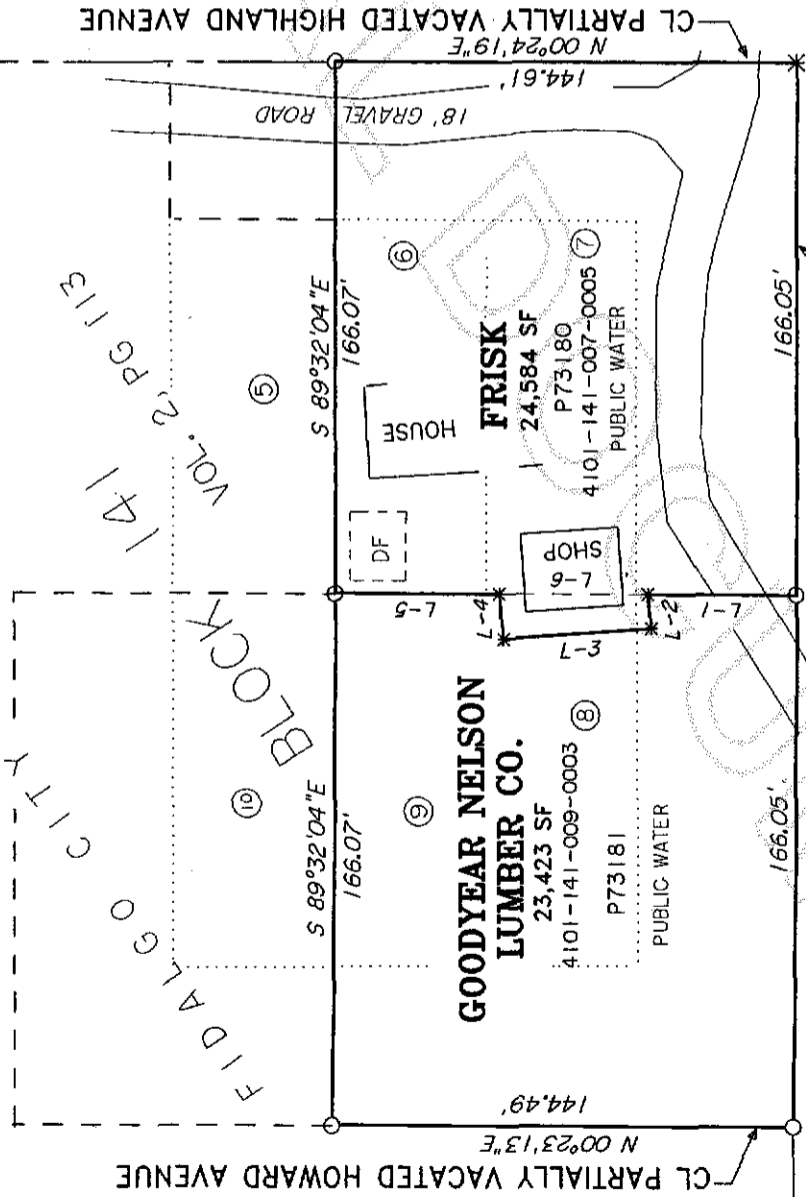 CL PARTIALLY VACATED HIGHLAND AVENUE
N 00°24'19"E
144.61'
18' GRAVEL ROAD
FIDALGO CITY
BLOCK 141
VOL. 2, PG 113
5
6
7
S 89°32'04"E
166.07'
HOUSE
FRISK
24,584 SF
P73180
4101-141-007-0005
PUBLIC WATER
166.05'
DF
SHOP
L-6
L-5
L-4
L-3
L-2
L-1
10
9
8
S 89°32'04"E
166.07'
GOODYEAR NELSON
LUMBER CO.
23,423 SF
4101-141-009-0003
P73181
PUBLIC WATER
166.05'
144.49'
N 00°23'13"E
CL PARTIALLY VACATED HOWARD AVENUE